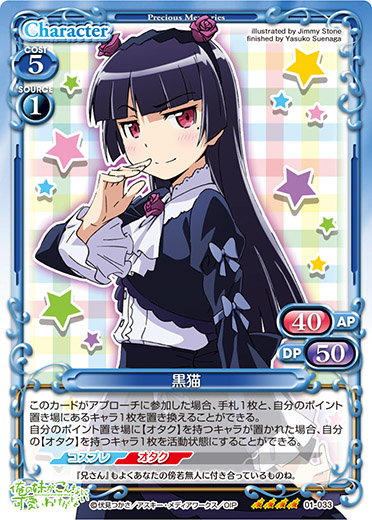 Precious Memories
Character
illustrated by Jimmy Stone
finished by Yasuko Suenaga
COST
5
SOURCE
1
40 AP
DP 50
黒猫
このカードがアプローチに参加した場合、手札1枚と、自分のポイント
置き場にあるキャラ1枚を置き換えることができる。
自分のポイント置き場に【オタク】を持つキャラが置かれた場合、自分
の【オタク】を持つキャラ1枚を活動状態にすることができる。
コスプレ オタク
『兄さん』もよくあなたの傍若無人に付き合っているものね。
俺の妹がこんなに
可愛いわけがない
©伏見つかさ/アスキー・メディアワークス/OIP
01-033